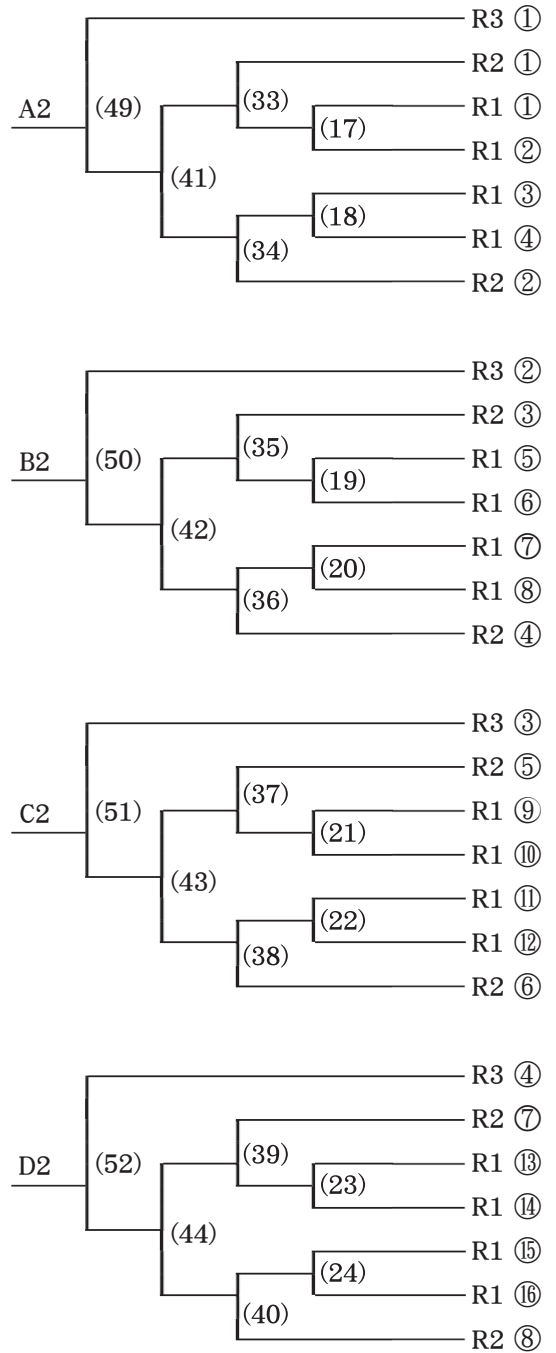 R3 ①
R2 ①
A2 (49) (33) R1 ①
(17)
R1 ②
(41)
R1 ③
(18)
(34) R1 ④
R2 ②
R3 ②
R2 ③
B2 (50) (35) R1 ⑤
(19)
R1 ⑥
(42)
R1 ⑦
(20)
(36) R1 ⑧
R2 ④
R3 ③
R2 ⑤
C2 (51) (37) R1 ⑨
(21)
R1 ⑩
(43)
R1 ⑪
(22)
(38) R1 ⑫
R2 ⑥
R3 ④
R2 ⑦
D2 (52) (39) R1 ⑬
(23)
R1 ⑭
(44)
R1 ⑮
(24)
(40) R1 ⑯
R2 ⑧